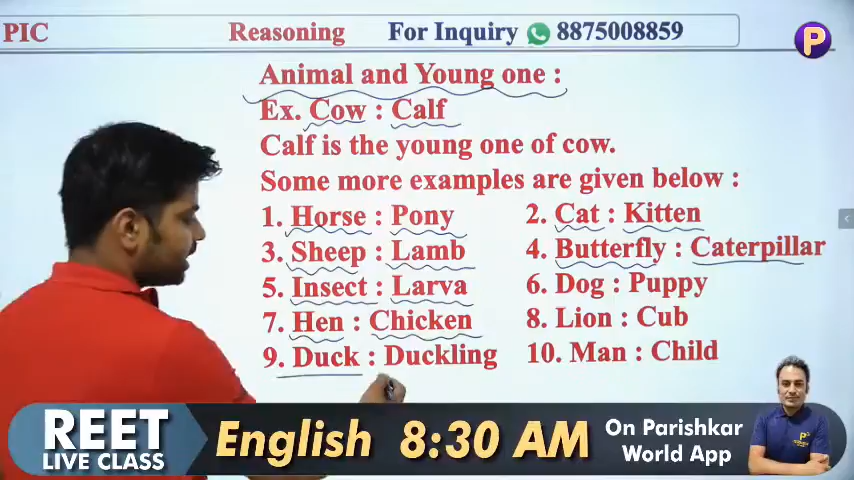 PIC Reasoning For Inquiry 8875008859
P
Animal and Young one :
Ex. Cow : Calf
Calf is the young one of cow.
Some more examples are given below :
1. Horse : Pony 2. Cat : Kitten
3. Sheep : Lamb 4. Butterfly : Caterpillar
5. Insect : Larva 6. Dog : Puppy
7. Hen : Chicken 8. Lion : Cub
9. Duck : Duckling 10. Man : Child
REET
LIVE CLASS
English 8:30 AM
On Parishkar
World App